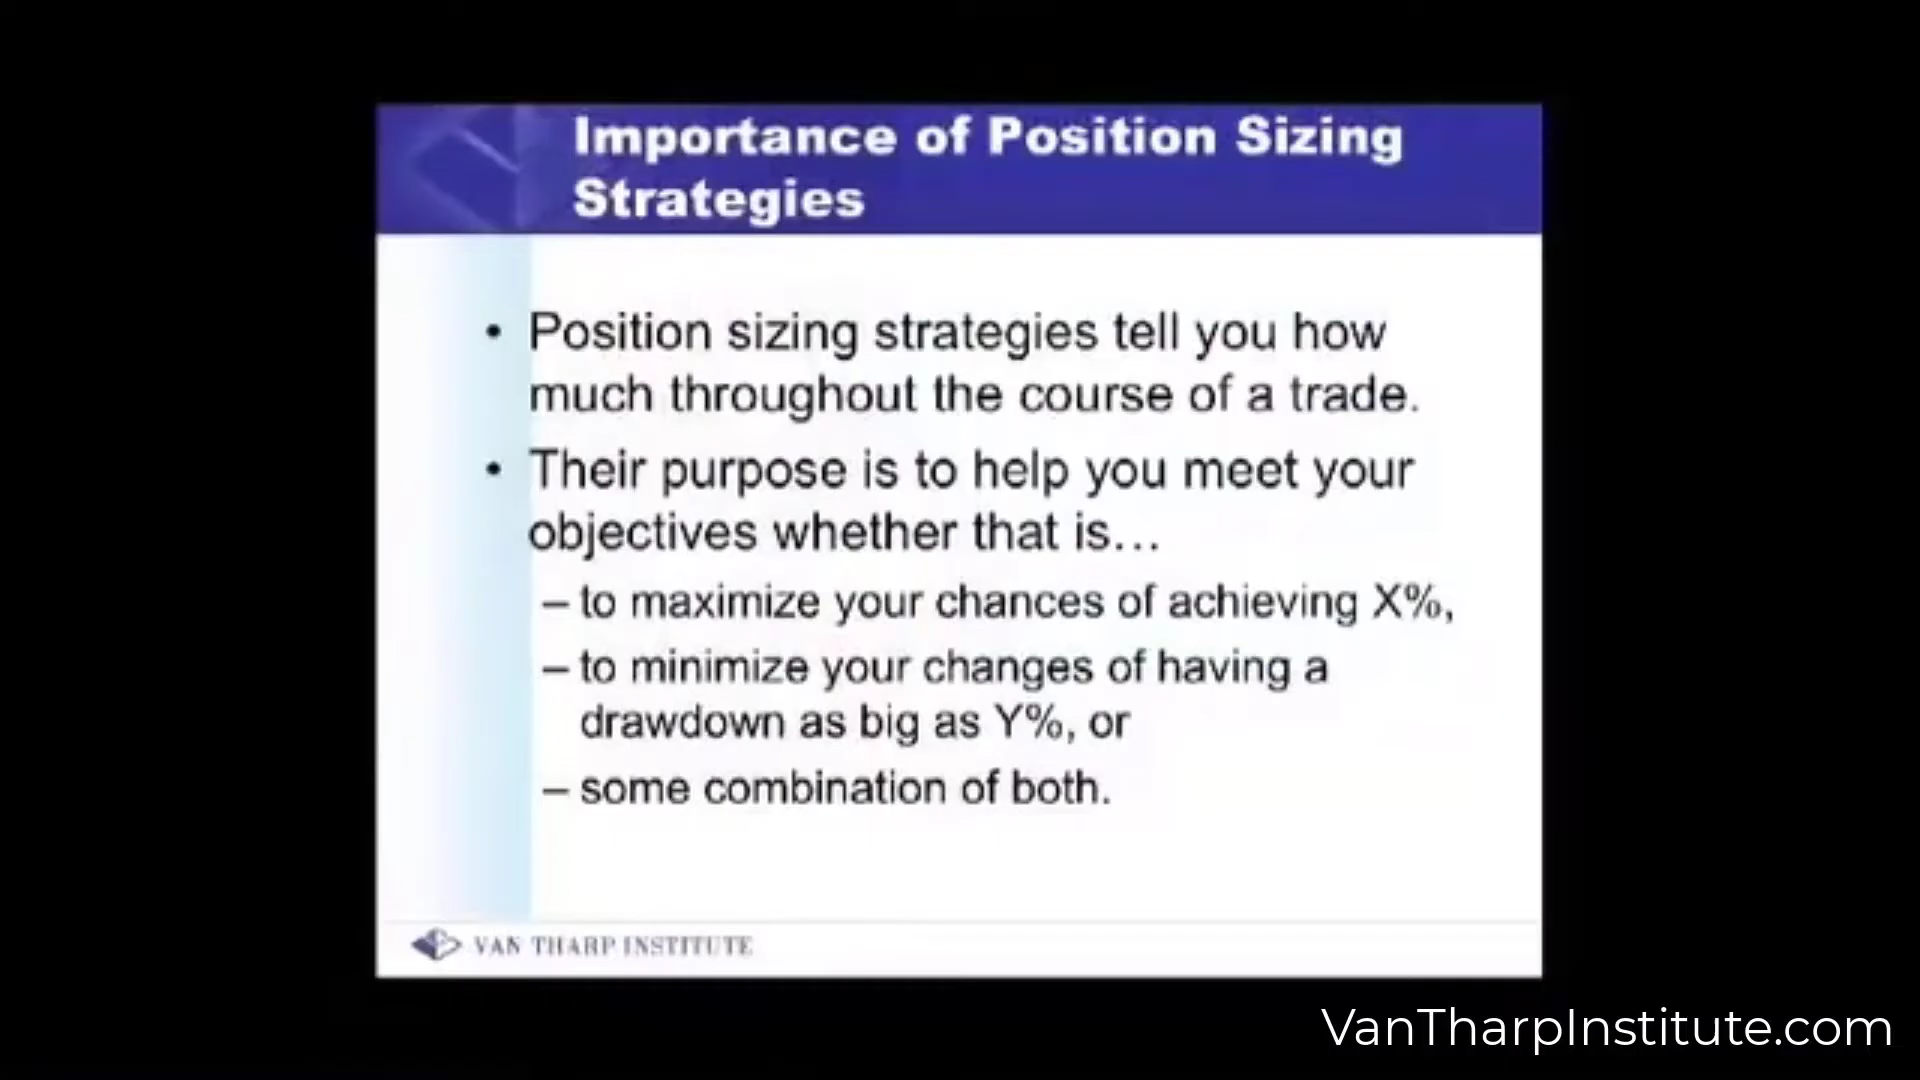 Importance of Position Sizing
Strategies
• Position sizing strategies tell you how
much throughout the course of a trade.
• Their purpose is to help you meet your
objectives whether that is…
– to maximize your chances of achieving X%,
– to minimize your changes of having a
drawdown as big as Y%, or
– some combination of both.
VAN THARP INSTITUTE
VanTharpInstitute.com